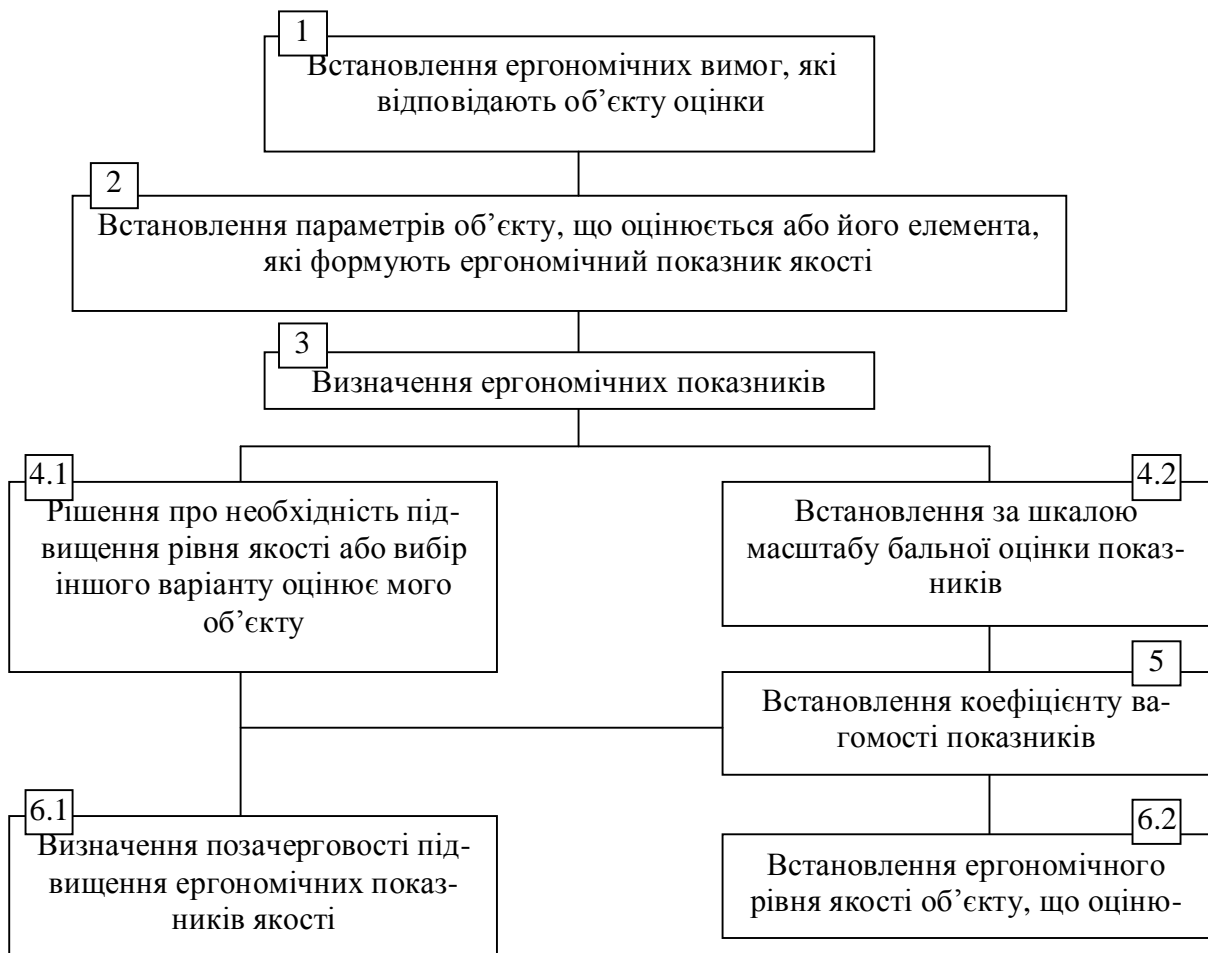 1
Встановлення ергономічних вимог, які
відповідають об’єкту оцінки
2
Встановлення параметрів об’єкту, що оцінюється або його елемента,
які формують ергономічний показник якості
3
Визначення ергономічних показників
4.1
Рішення про необхідність під-
вищення рівня якості або вибір
іншого варіанту оцінює мого
об’єкту
4.2
Встановлення за шкалою
масштабу бальної оцінки показ-
ників
5
Встановлення коефіцієнту ва-
гомості показників
6.1
Визначення позачерговості під-
вищення ергономічних показ-
ників якості
6.2
Встановлення ергономічного
рівня якості об’єкту, що оціню-